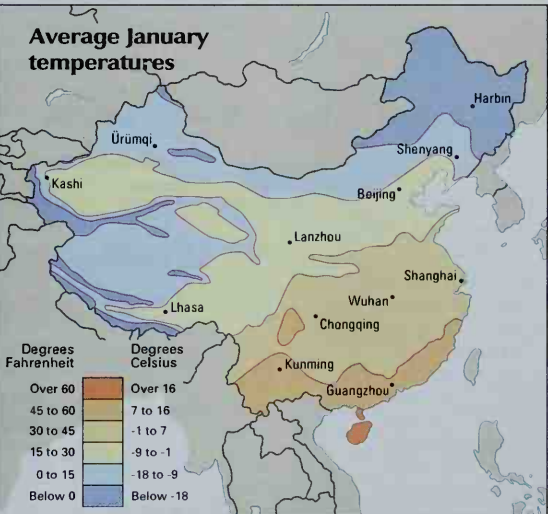 Average January
temperatures
Harbin
Ürümqi
Shenyang
Kashi
Beijing
Lanzhou
Shanghai
Wuhan
Lhasa
Chongqing
Kunming
Guangzhou
Degrees Fahrenheit
Degrees Celsius
Over 60 Over 16
45 to 60 7 to 16
30 to 45 -1 to 7
15 to 30 -9 to -1
0 to 15 -18 to -9
Below 0 Below -18